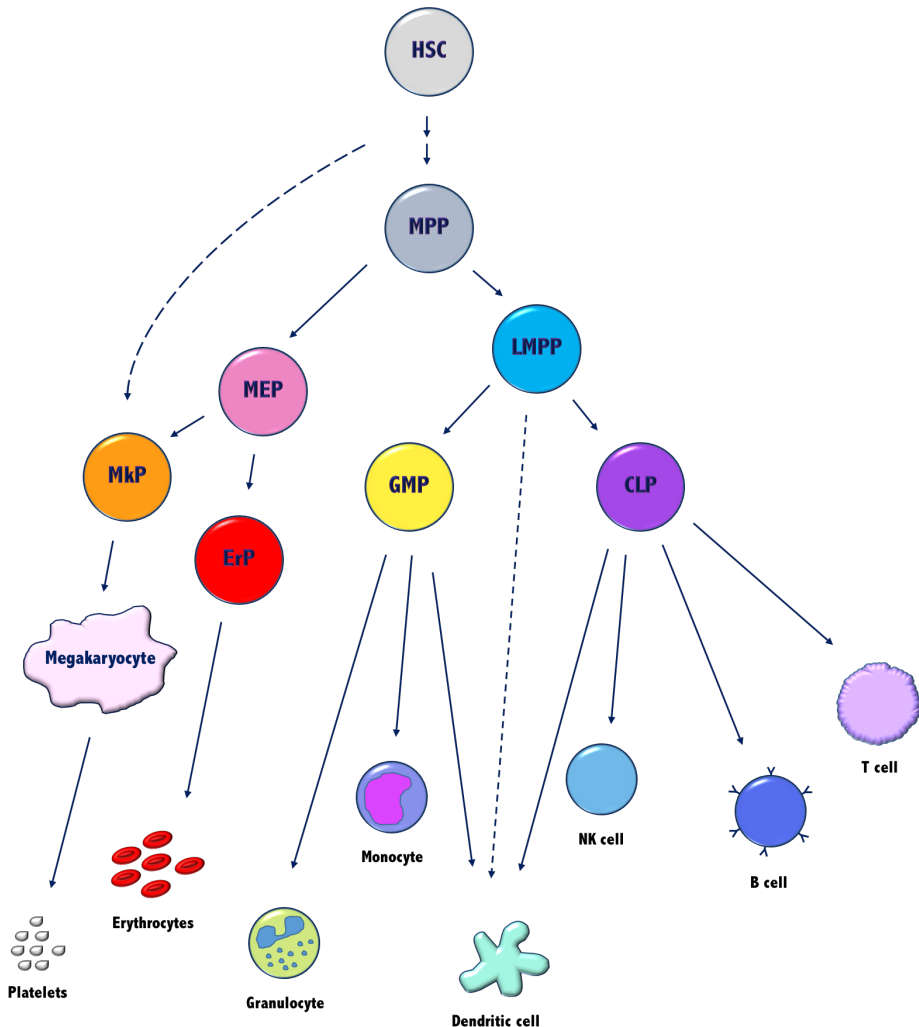 HSC
MPP
LMPP
MEP
MkP
GMP
CLP
ErP
Megakaryocyte
T cell
NK cell
Monocyte
B cell
Erythrocytes
Platelets
Granulocyte
Dendritic cell